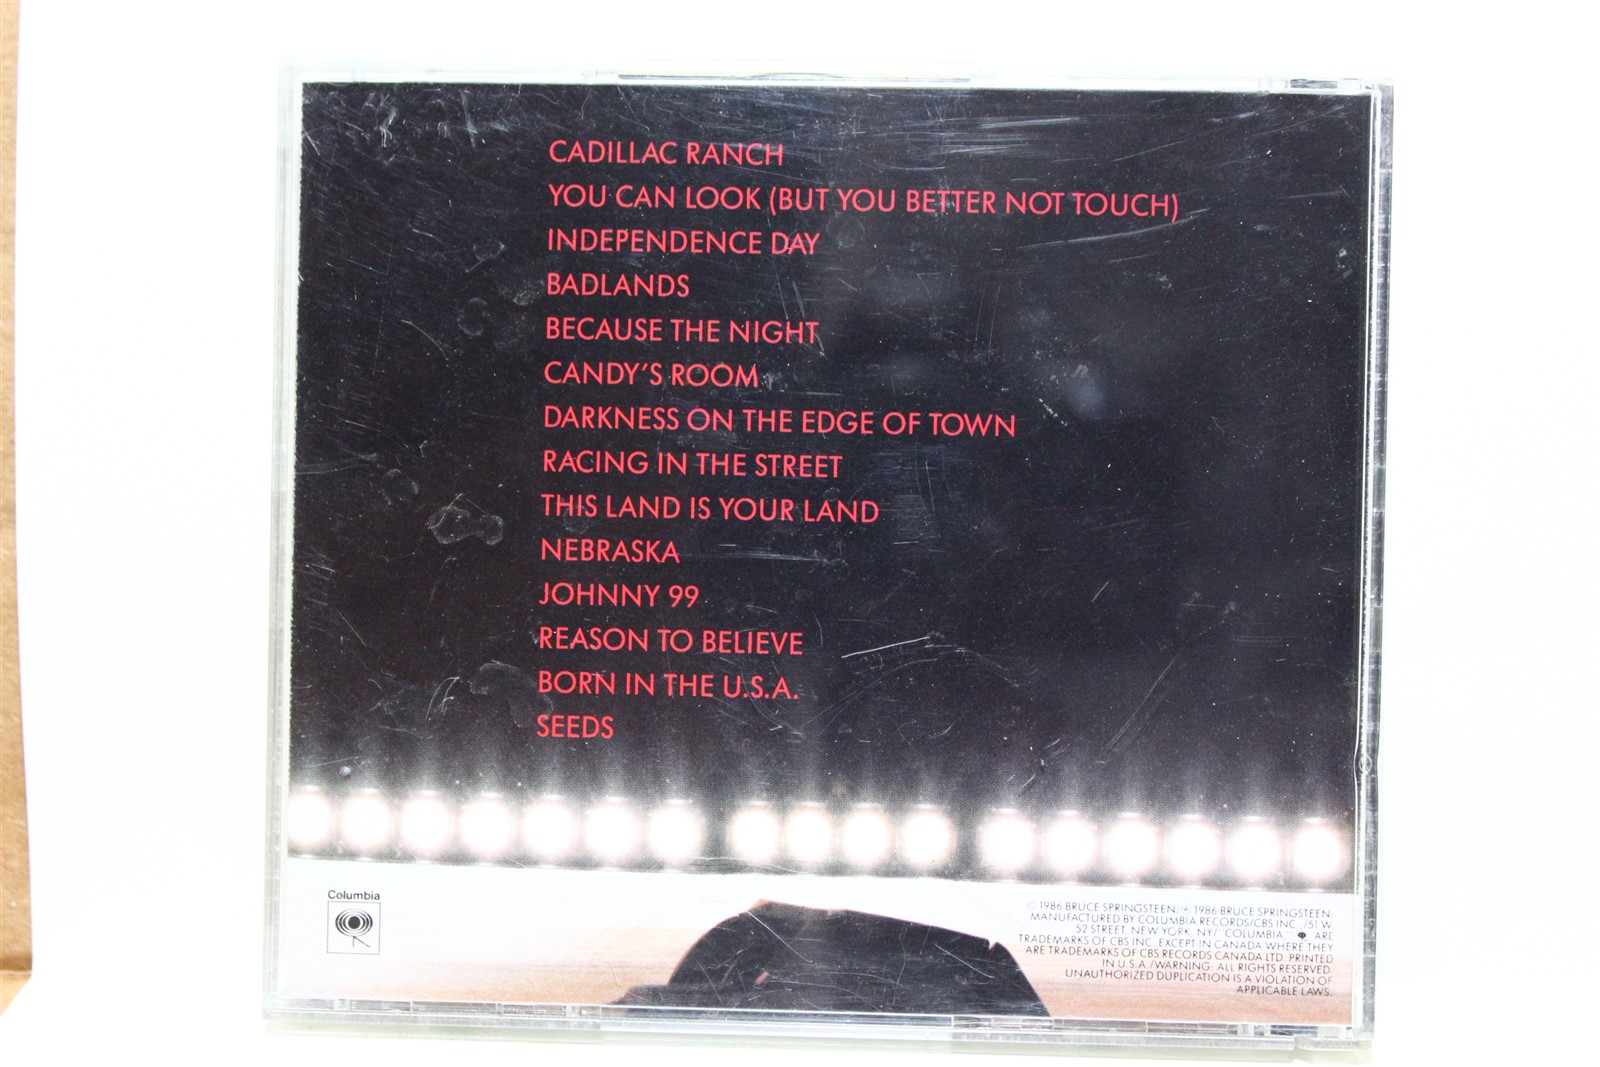 CADILLAC RANCH
YOU CAN LOOK (BUT YOU BETTER NOT TOUCH)
INDEPENDENCE DAY
BADLANDS
BECAUSE THE NIGHT
CANDY'S ROOM
DARKNESS ON THE EDGE OF TOWN
RACING IN THE STREET
THIS LAND IS YOUR LAND
NEBRASKA
JOHNNY 99
REASON TO BELIEVE
BORN IN THE U.S.A.
SEEDS
Columbia
© 1986 BRUCE SPRINGSTEEN/℗ 1986 BRUCE SPRINGSTEEN/
MANUFACTURED BY COLUMBIA RECORDS/CBS INC./51 W.
52 STREET, NEW YORK, NY/"COLUMBIA," ARE
TRADEMARKS OF CBS INC. EXCEPT IN CANADA WHERE THEY
ARE TRADEMARKS OF CBS RECORDS CANADA LTD. PRINTED
IN U.S.A./WARNING: ALL RIGHTS RESERVED.
UNAUTHORIZED DUPLICATION IS A VIOLATION OF
APPLICABLE LAWS.